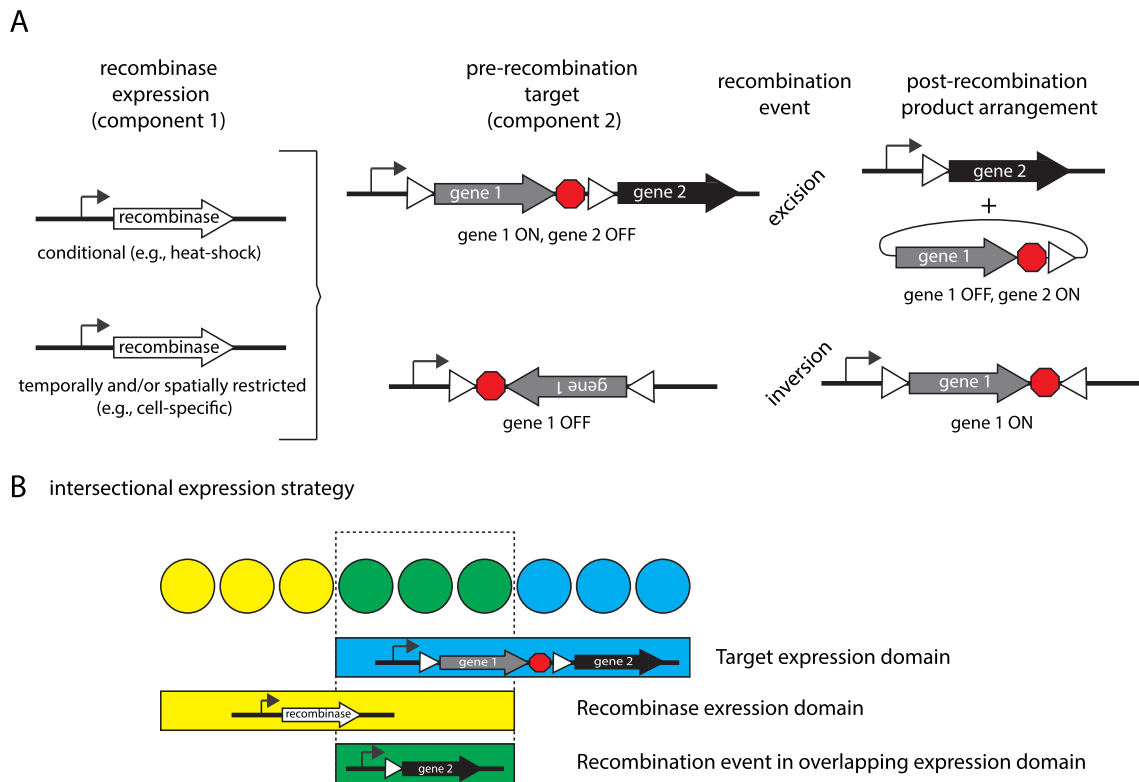 A
recombinase
expression
(component 1)
pre-recombination
target
(component 2)
recombination
event
post-recombination
product arrangement
recombinase
conditional (e.g., heat-shock)
recombinase
temporally and/or spatially restricted
(e.g., cell-specific)
gene 1
gene 2
gene 1 ON, gene 2 OFF
excision
gene 2
+
gene 1
gene 1 OFF, gene 2 ON
gene 1
gene 1 OFF
inversion
gene 1
gene 1 ON
B intersectional expression strategy
gene 1
gene 2
Target expression domain
recombinase
Recombinase exression domain
gene 2
Recombination event in overlapping expression domain